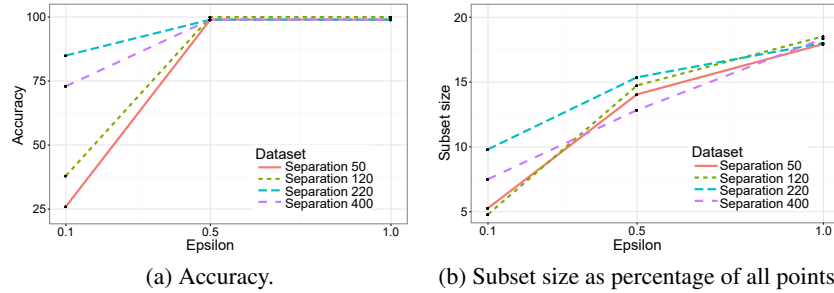 100
75
50
25
Accuracy
0.1
0.5
1.0
Epsilon
Dataset
Separation 50
Separation 120
Separation 220
Separation 400
(a) Accuracy.
20
15
10
5
Subset size
0.1
0.5
1.0
Epsilon
Dataset
Separation 50
Separation 120
Separation 220
Separation 400
(b) Subset size as percentage of all points